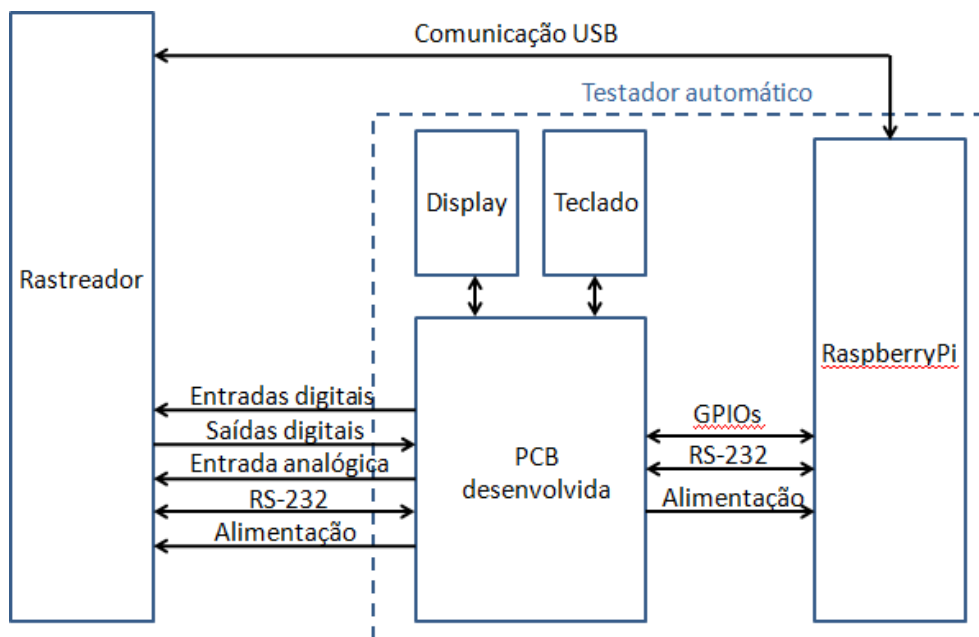 Comunicação USB
Testador automático
Display
Teclado
Rastreador
RaspberryPi
Entradas digitais
Saídas digitais
Entrada analógica
RS-232
Alimentação
PCB
desenvolvida
GPIOs
RS-232
Alimentação